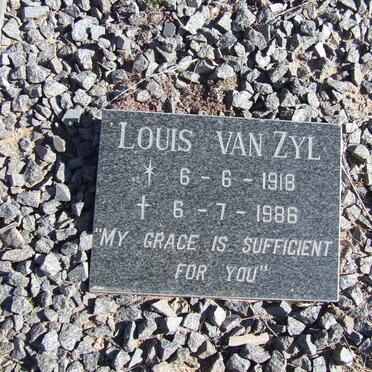 LOUIS VAN ZYL
* 6 - 6 - 1918
† 6 - 7 - 1986
"MY GRACE IS SUFFICIENT
FOR YOU"